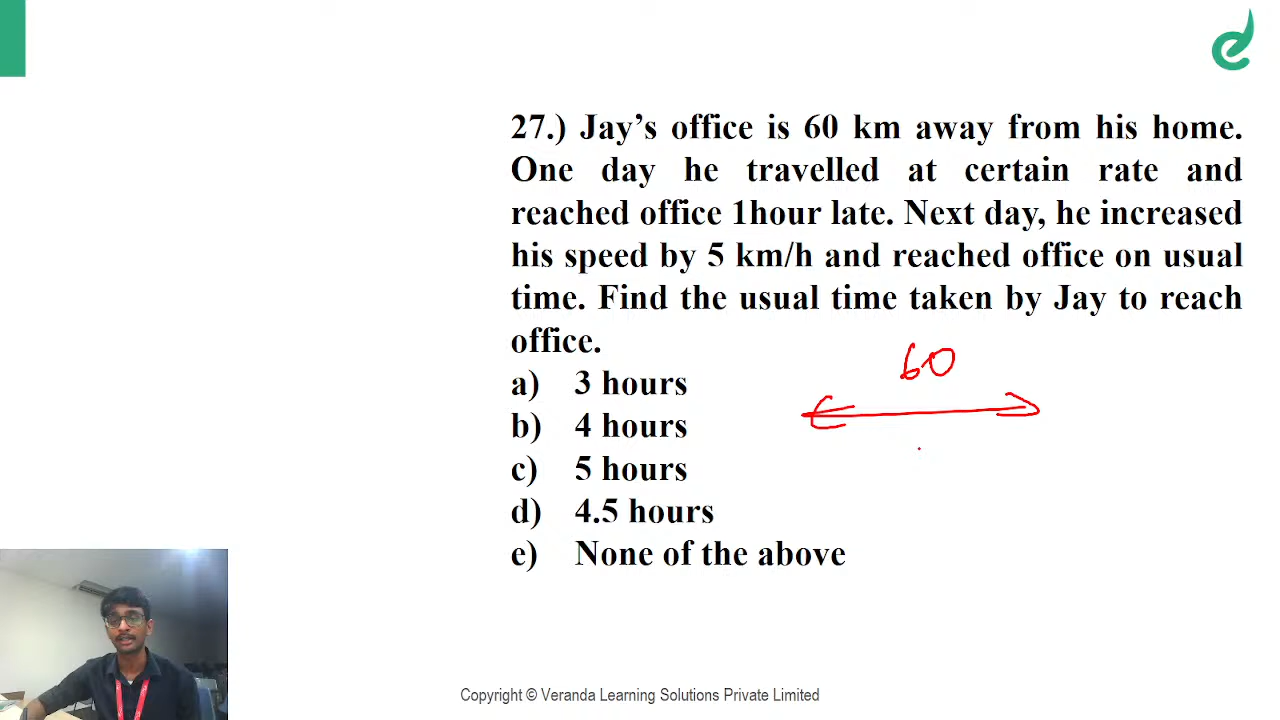 27.) Jay’s office is 60 km away from his home.
One day he travelled at certain rate and
reached office 1hour late. Next day, he increased
his speed by 5 km/h and reached office on usual
time. Find the usual time taken by Jay to reach
office.
60
a) 3 hours
b) 4 hours
c) 5 hours
d) 4.5 hours
e) None of the above
Copyright © Veranda Learning Solutions Private Limited